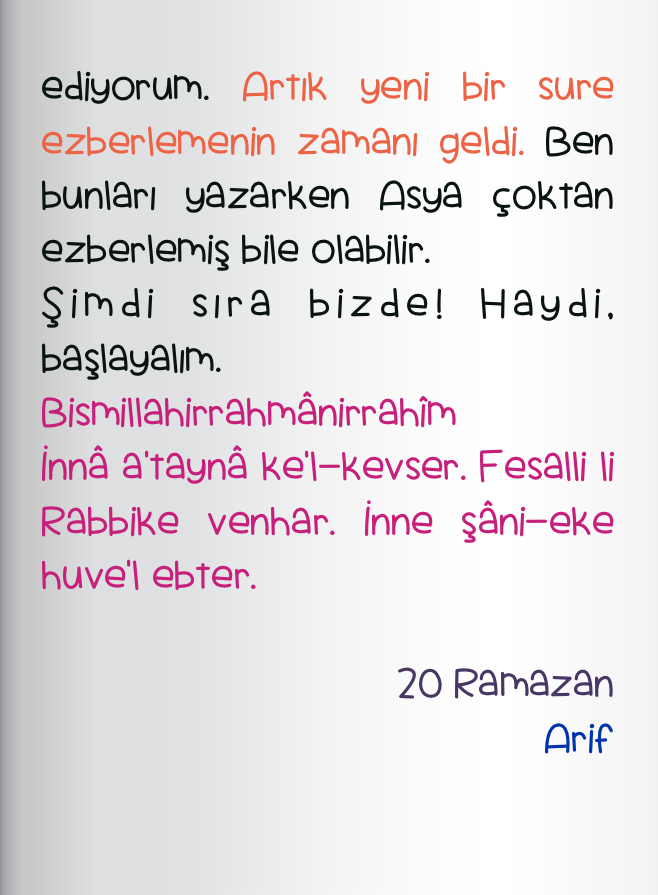 ediyorum. Artık yeni bir sure
ezberlemenin zamanı geldi. Ben
bunları yazarken Asya çoktan
ezberlemiş bile olabilir.
Şimdi sıra bizde! Haydi,
başlayalım.
Bismillahirrahmânirrahîm
İnnâ a'taynâ ke'l-kevser. Fesalli li
Rabbike venhar. İnne şâni-eke
huve'l ebter.
20 Ramazan
Arif